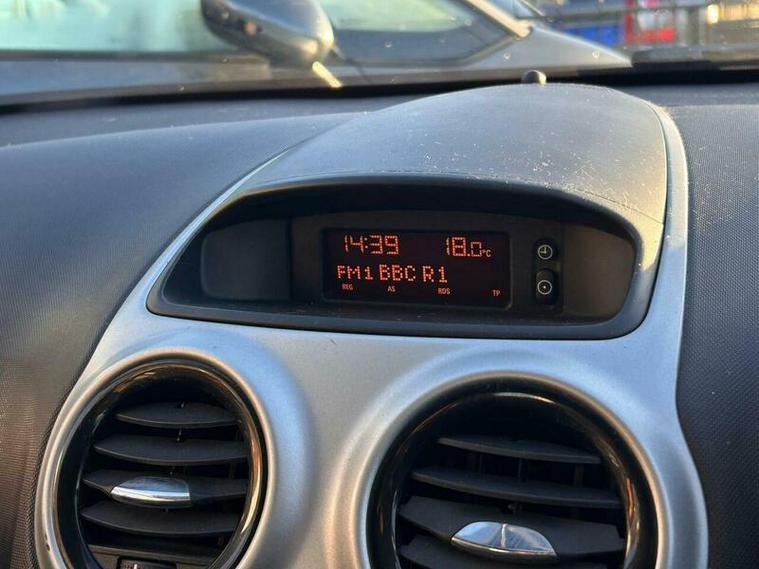 14:39 18.0°C
FM1 BBC R1
REG AS RDS TP